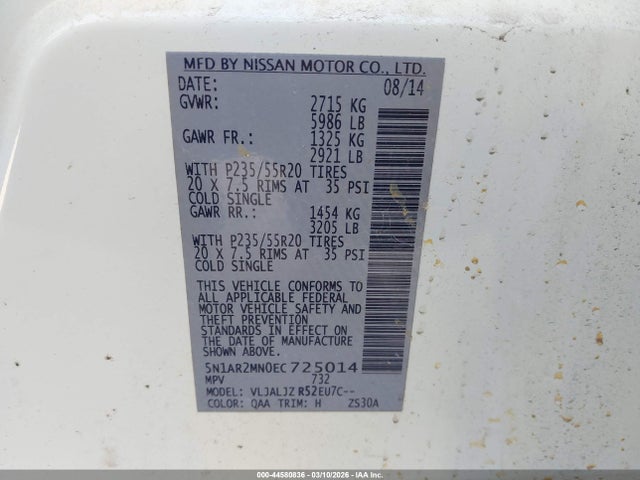 MFD BY NISSAN MOTOR CO., LTD.
DATE: 08/14
GVWR: 2715 KG
5986 LB
GAWR FR.: 1325 KG
2921 LB
WITH P235/55R20 TIRES
20 X 7.5 RIMS AT 35 PSI
COLD SINGLE
GAWR RR.: 1454 KG
3205 LB
WITH P235/55R20 TIRES
20 X 7.5 RIMS AT 35 PSI
COLD SINGLE
THIS VEHICLE CONFORMS TO
ALL APPLICABLE FEDERAL
MOTOR VEHICLE SAFETY AND
THEFT PREVENTION
STANDARDS IN EFFECT ON
THE DATE OF MANUFACTURE
SHOWN ABOVE.
5N1AR2MN0EC725014
MPV 732
MODEL: VLJALJZ R52EU7C--
COLOR: QAA TRIM: H ZS30A
000-44580836 - 03/10/2026 - IAAI.COM